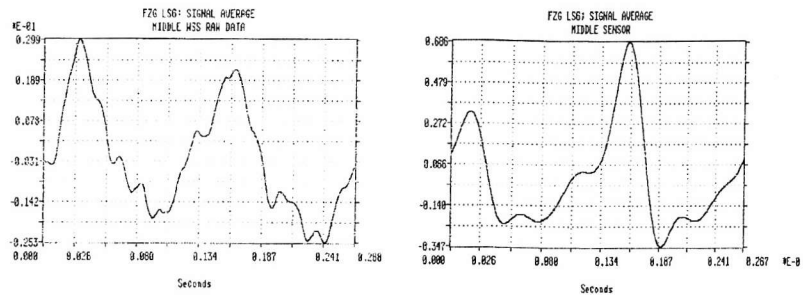 FZG LSG: SIGNAL AVERAGE
MIDDLE WSS RAW DATA
*E-01
0.299
0.189
0.078
-0.031
-0.142
-0.253
0.000 0.026 0.080 0.134 0.187 0.241 0.268
Seconds
FZG LSG; SIGNAL AVERAGE
MIDDLE SENSOR
0.686
0.479
0.272
0.066
-0.140
-0.347
0.000 0.026 0.080 0.134 0.187 0.241 0.267 *E-0
Seconds